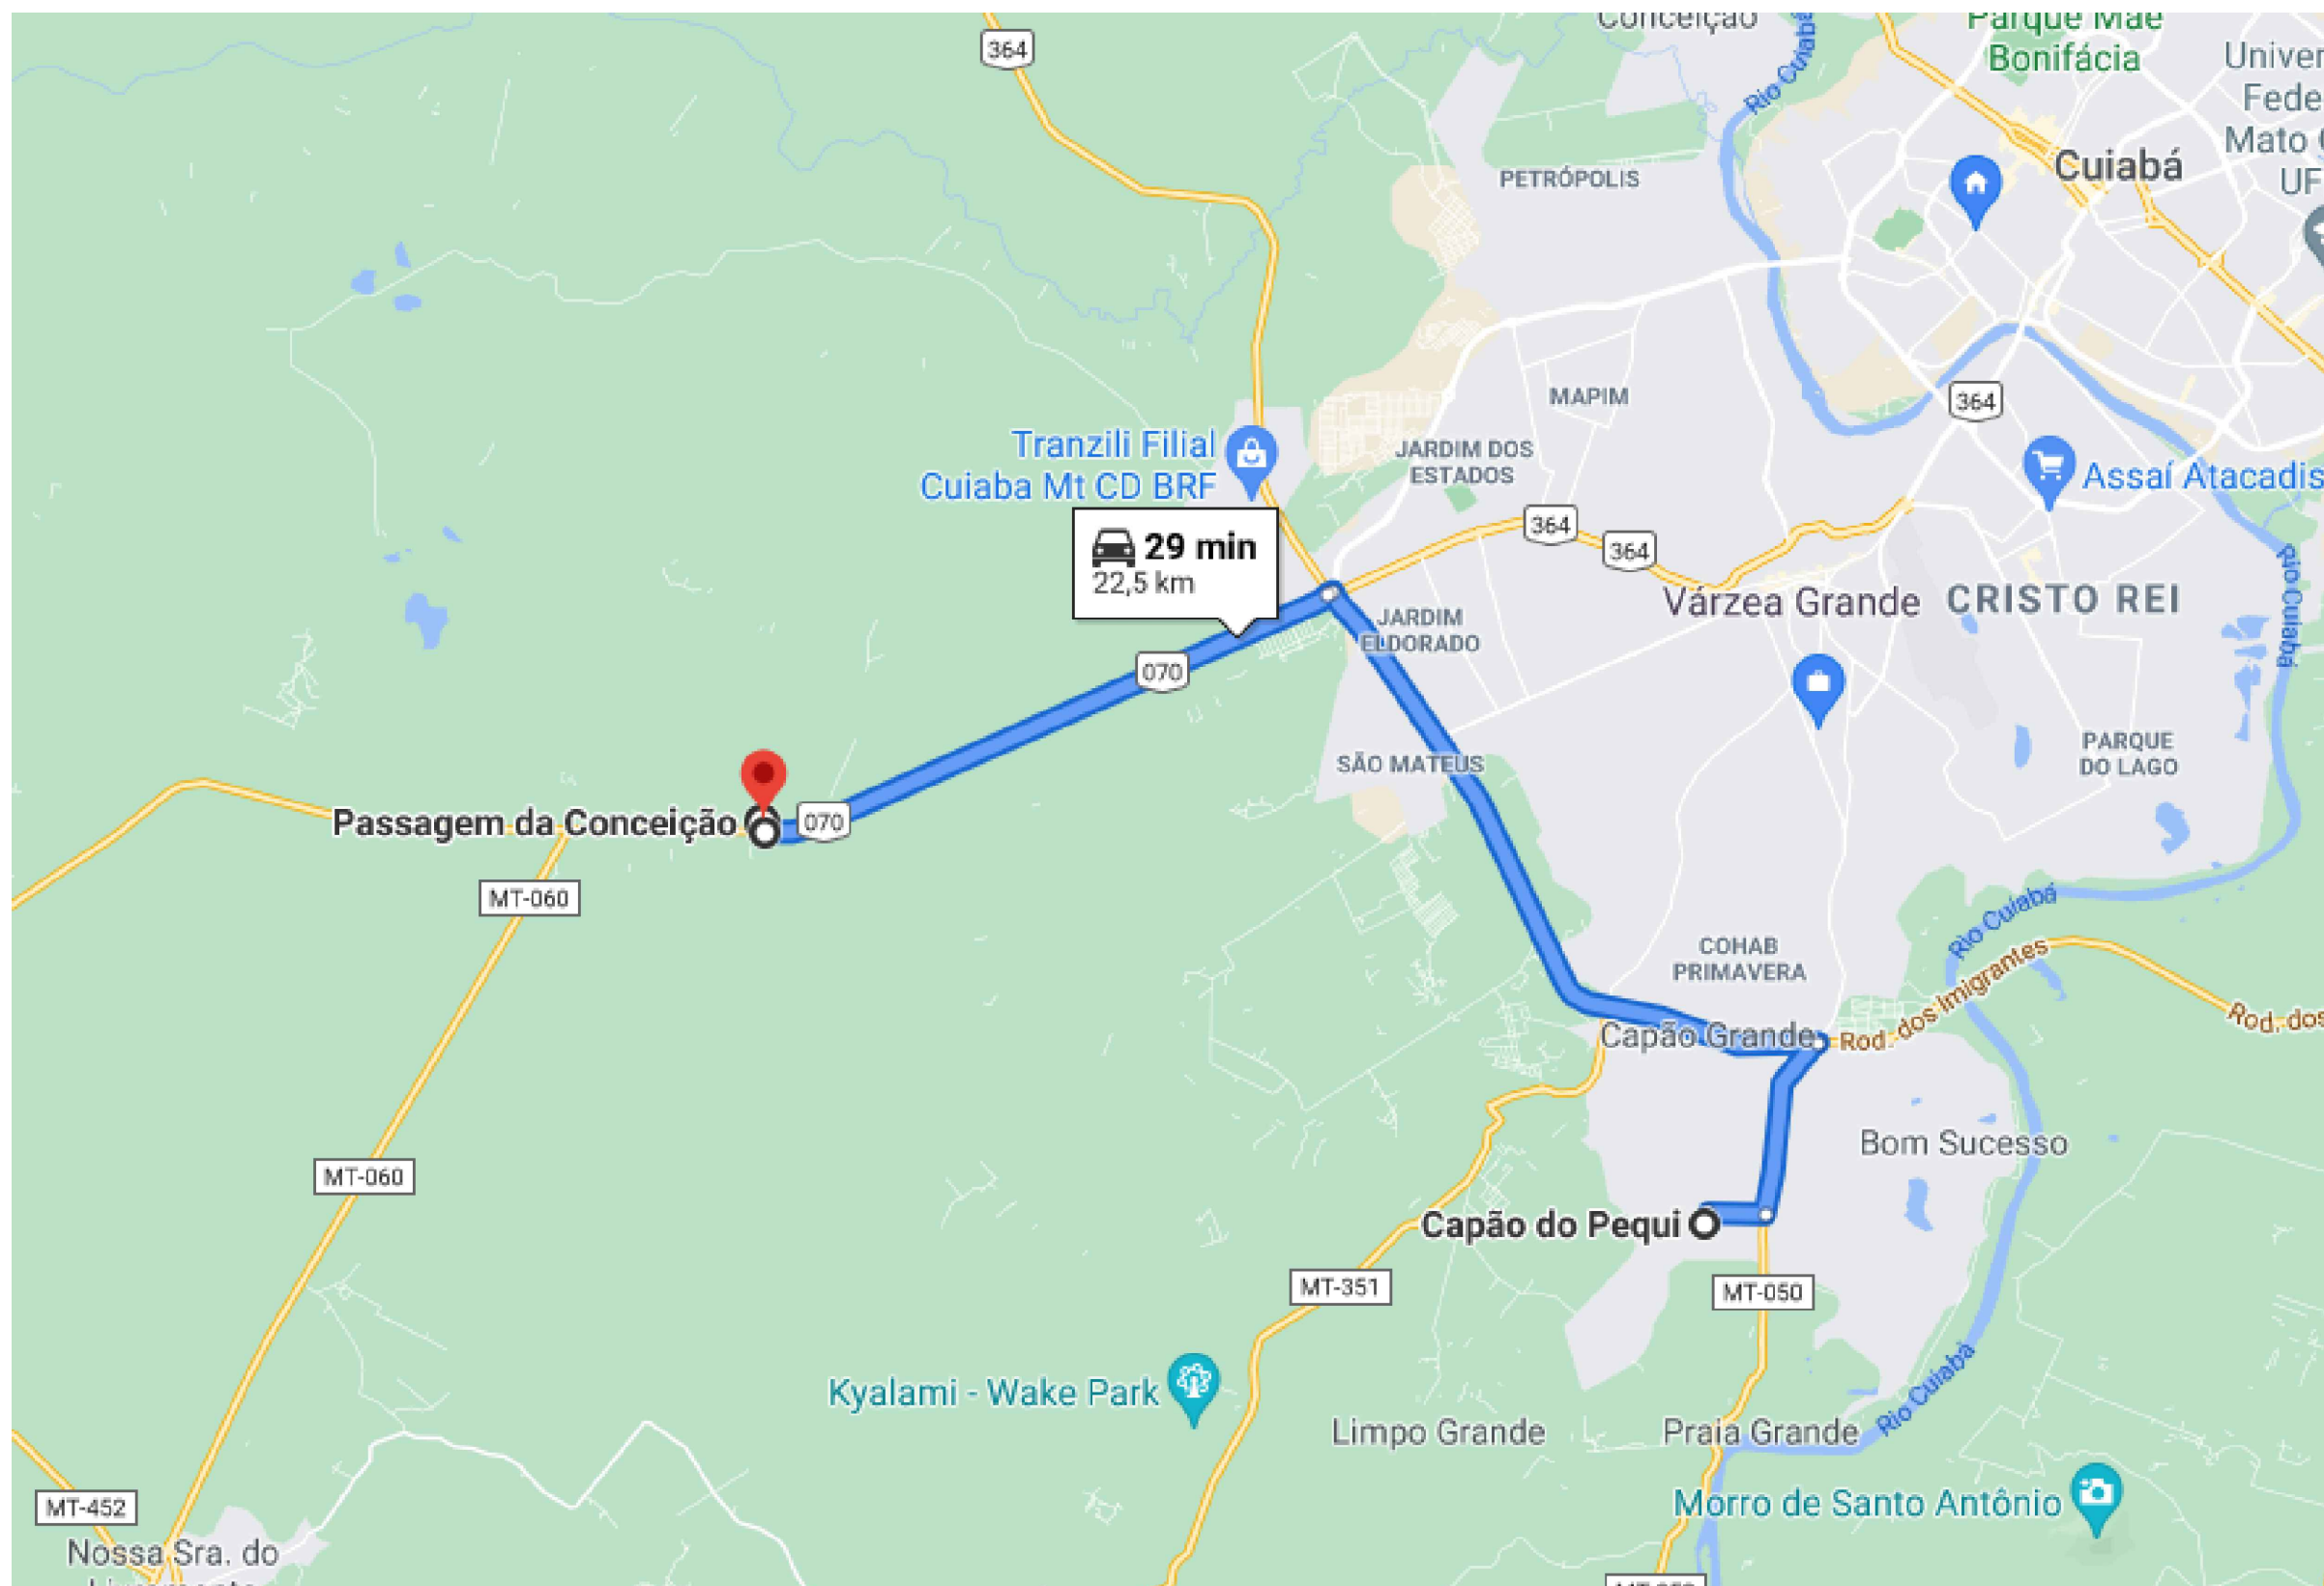 Conceição
Parque Mãe
Bonifácia
364
Rio Cuiabá
Cuiabá
PETRÓPOLIS
MAPIM
364
Tranzili Filial
Cuiaba Mt CD BRF
JARDIM DOS
ESTADOS
Assaí Atacadis
364
364
29 min
22,5 km
JARDIM
ELDORADO
Várzea Grande
CRISTO REI
Rio Cuiabá
070
SÃO MATEUS
PARQUE
DO LAGO
Passagem da Conceição
070
MT-060
Rio Cuiabá
COHAB
PRIMAVERA
Capão Grande
Rod. dos Imigrantes
Rod. dos
Bom Sucesso
MT-060
Capão do Pequi
MT-351
MT-050
Kyalami - Wake Park
Limpo Grande
Praia Grande
Rio Cuiabá
MT-452
Morro de Santo Antônio
Nossa Sra. do